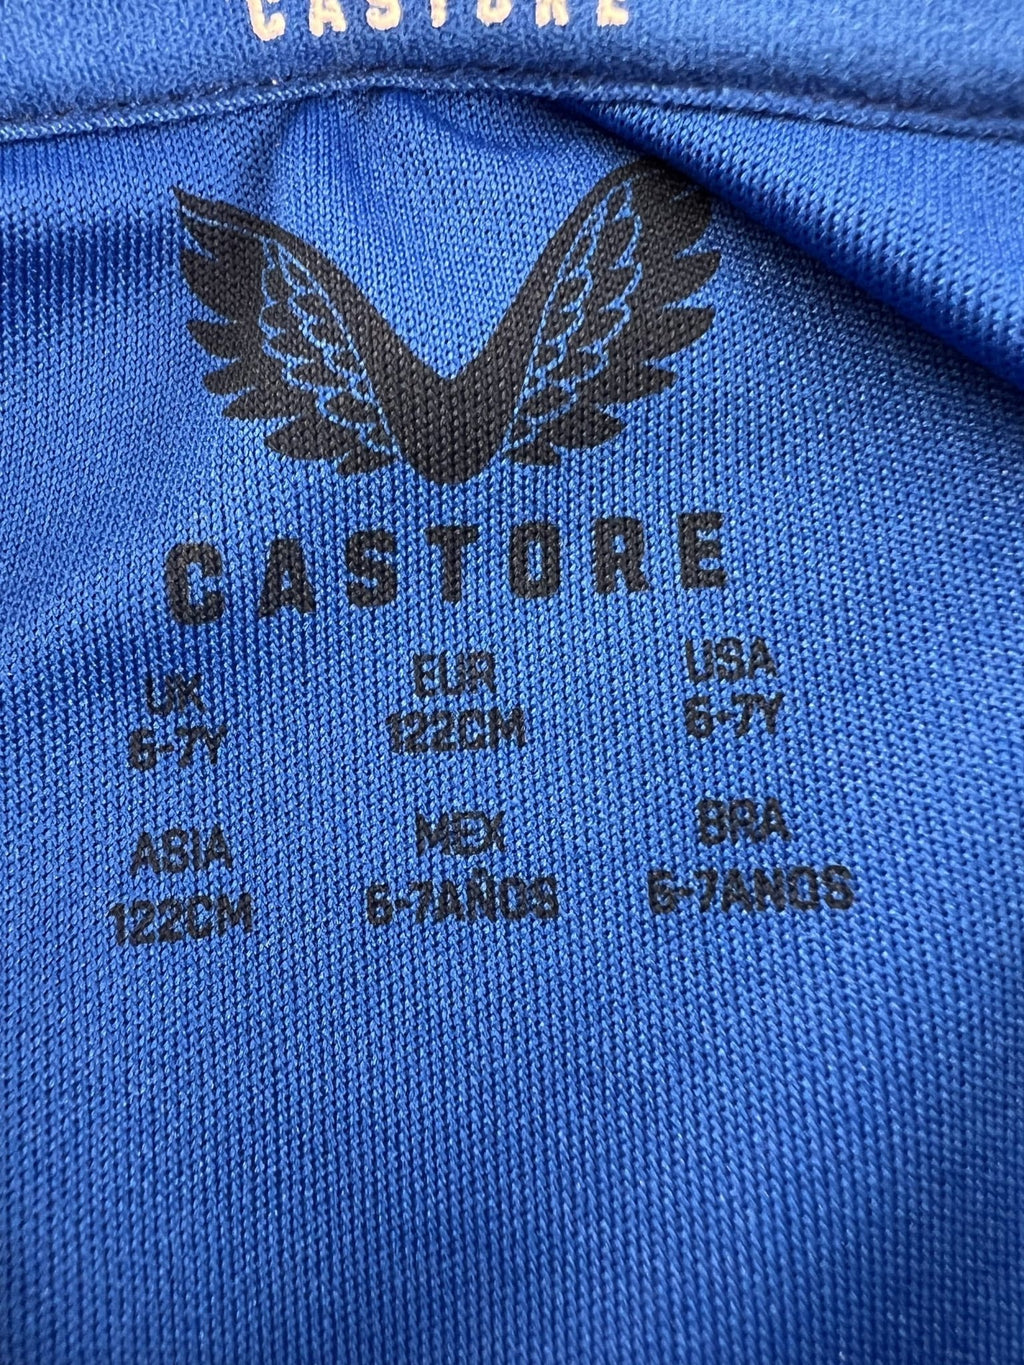 CASTORE
CASTORE
UK EUR USA
6-7Y 122CM 6-7Y
ASIA MEX BRA
122CM 6-7AÑOS 6-7ANOS